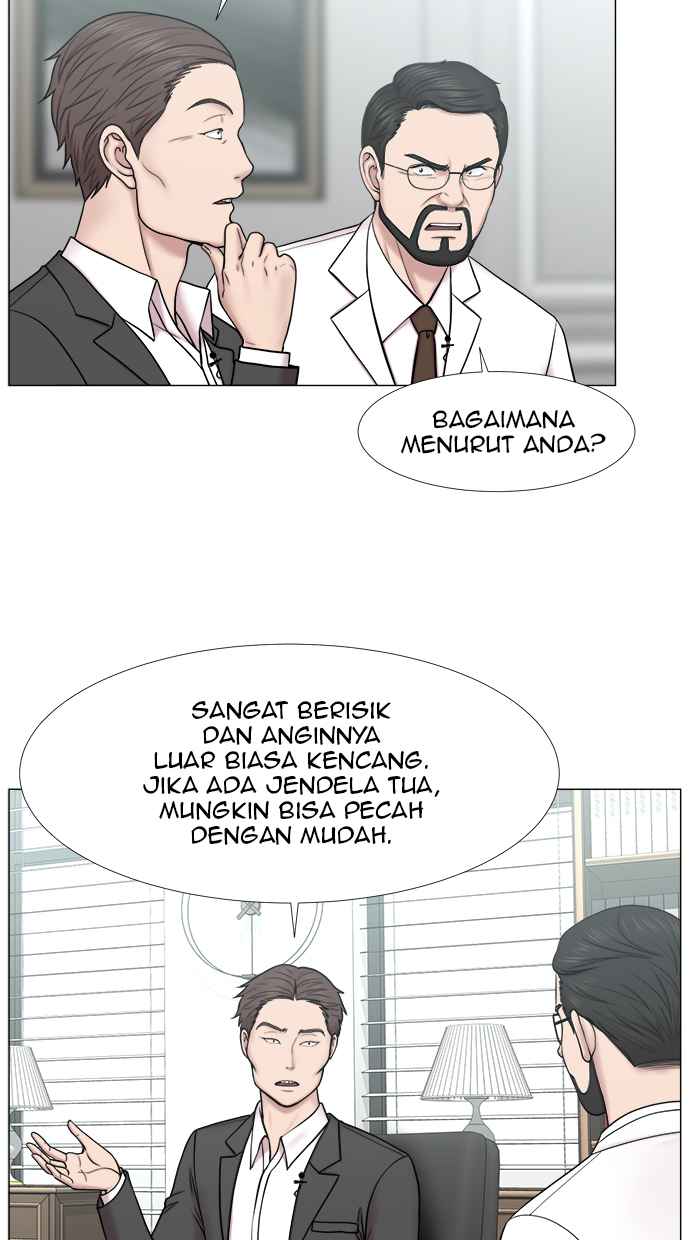 BAGAIMANA
MENURUT ANDA?
SANGAT BERISIK
DAN ANGINNYA
LUAR BIASA KENCANG.
JIKA ADA JENDELA TUA,
MUNGKIN BISA PECAH
DENGAN MUDAH.